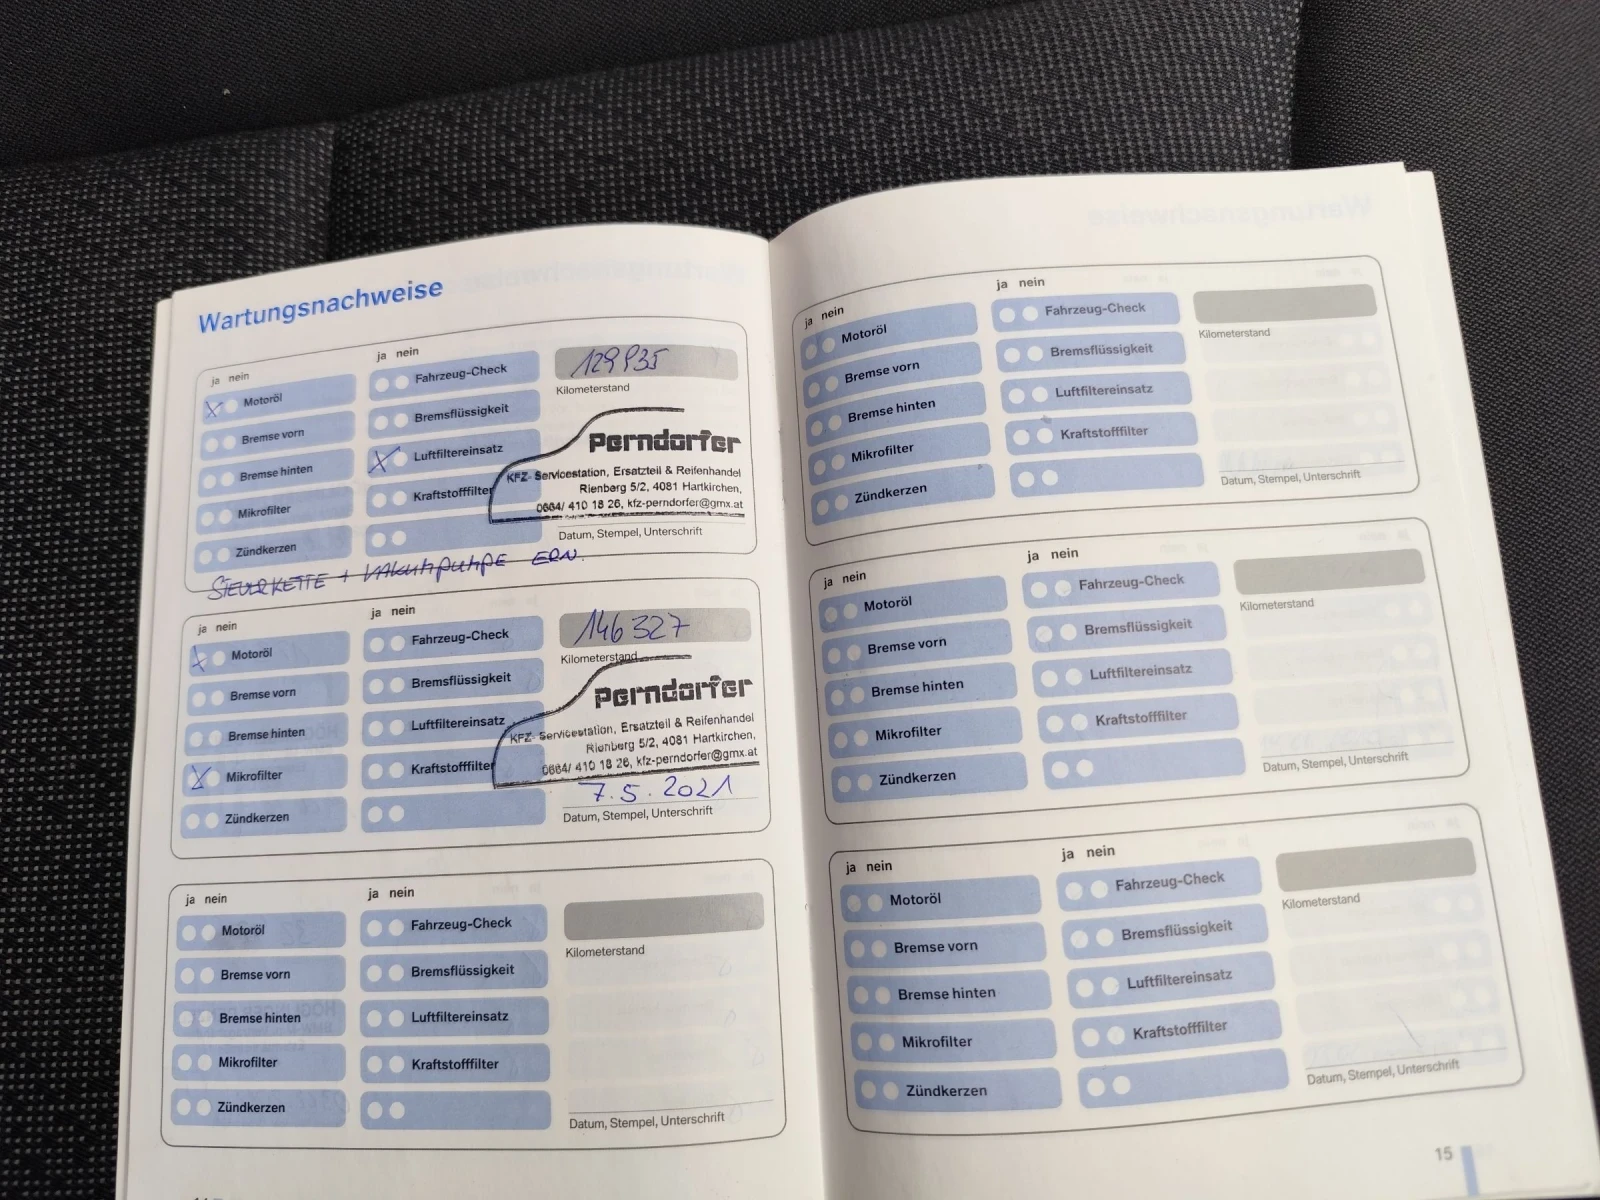 Wartungsnachweise
ja nein
Motoröl
Bremse vorn
Bremse hinten
Mikrofilter
Zündkerzen
ja nein
Fahrzeug-Check
Bremsflüssigkeit
Luftfiltereinsatz
Kraftstofffilter
129935
Kilometerstand
Perndorfer
KFZ-Servicestation, Ersatzteil & Reifenhandel
Rienberg 5/2, 4081 Hartkirchen,
0664/ 410 18 26, kfz-perndorfer@gmx.at
Datum, Stempel, Unterschrift
STEUERKETTE + VAKUUMPUMPE ERN.
ja nein
Motoröl
Bremse vorn
Bremse hinten
Mikrofilter
Zündkerzen
ja nein
Fahrzeug-Check
Bremsflüssigkeit
Luftfiltereinsatz
Kraftstofffilter
146327
Kilometerstand
Perndorfer
KFZ-Servicestation, Ersatzteil & Reifenhandel
Rienberg 5/2, 4081 Hartkirchen,
0664/ 410 18 26, kfz-perndorfer@gmx.at
7.5.2021
Datum, Stempel, Unterschrift
ja nein
Motoröl
Bremse vorn
Bremse hinten
Mikrofilter
Zündkerzen
ja nein
Fahrzeug-Check
Bremsflüssigkeit
Luftfiltereinsatz
Kraftstofffilter
Kilometerstand
Datum, Stempel, Unterschrift
ja nein
Motoröl
Bremse vorn
Bremse hinten
Mikrofilter
Zündkerzen
ja nein
Fahrzeug-Check
Bremsflüssigkeit
Luftfiltereinsatz
Kraftstofffilter
Kilometerstand
Datum, Stempel, Unterschrift
ja nein
Motoröl
Bremse vorn
Bremse hinten
Mikrofilter
Zündkerzen
ja nein
Fahrzeug-Check
Bremsflüssigkeit
Luftfiltereinsatz
Kraftstofffilter
Kilometerstand
Datum, Stempel, Unterschrift
ja nein
Motoröl
Bremse vorn
Bremse hinten
Mikrofilter
Zündkerzen
ja nein
Fahrzeug-Check
Bremsflüssigkeit
Luftfiltereinsatz
Kraftstofffilter
Kilometerstand
Datum, Stempel, Unterschrift
15